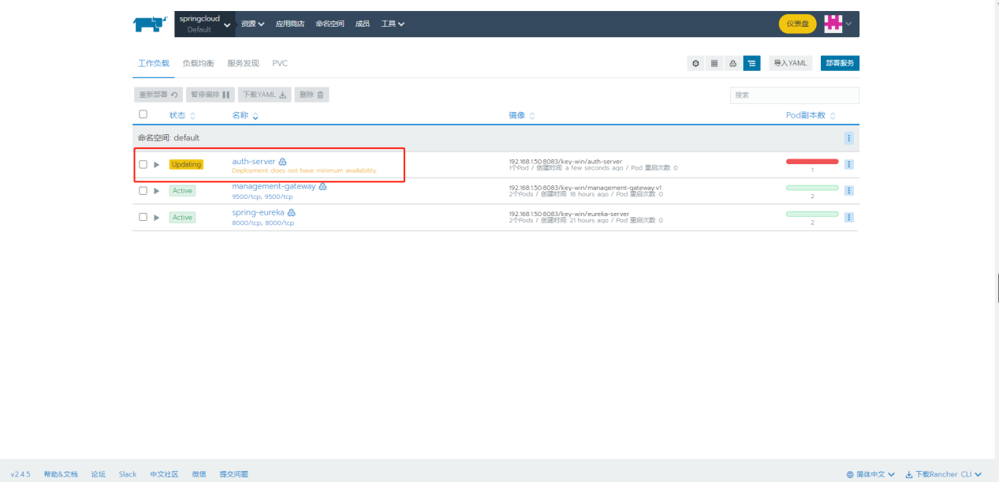 springcloud
Default
资源
应用商店
命名空间
成员
工具
仪表盘
工作负载
负载均衡
服务发现
PVC
导入YAML
部署服务
重新部署
暂停编排
下载YAML
删除
搜索
状态
名称
镜像
Pod副本数
命名空间: default
Updating
auth-server
192.168.1.50:8083/key-win/auth-server
Deployment does not have minimum availability.
1个Pod / 创建时间: a few seconds ago / Pod 重启次数: 0
1
Active
management-gateway
192.168.1.50:8083/key-win/management-gateway:v1
9500/tcp, 9500/tcp
2个Pods / 创建时间: 18 hours ago / Pod 重启次数: 0
2
Active
spring-eureka
192.168.1.50:8083/key-win/eureka-server
8000/tcp, 8000/tcp
2个Pods / 创建时间: 21 hours ago / Pod 重启次数: 0
2
v2.4.5
帮助&文档
论坛
Slack
中文社区
微信
提交问题
简体中文
下载Rancher CLI